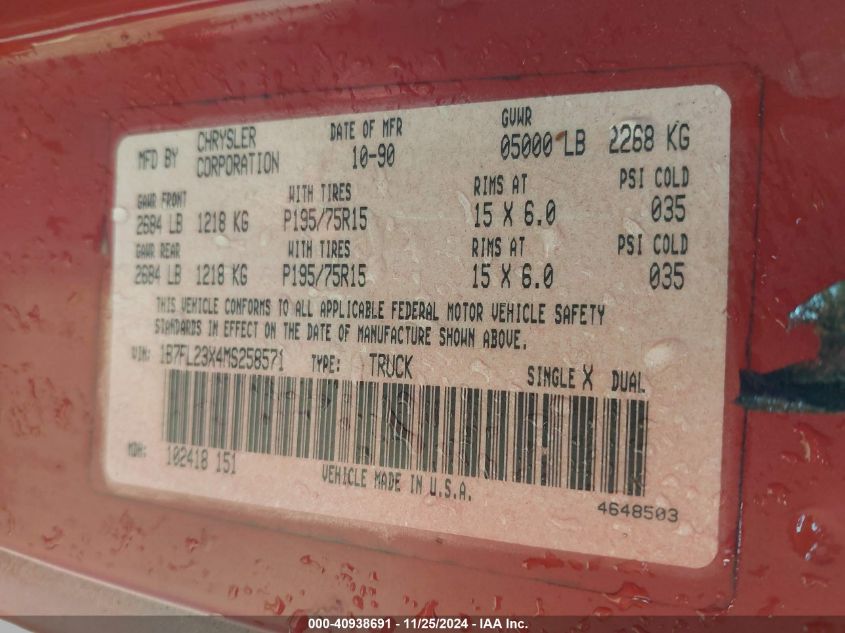 MFD BY CHRYSLER CORPORATION DATE OF MFR 10-90 GVWR 05000 LB 2268 KG
GAWR FRONT WITH TIRES RIMS AT PSI COLD
2684 LB 1218 KG P195/75R15 15 X 6.0 035
GAWR REAR WITH TIRES RIMS AT PSI COLD
2684 LB 1218 KG P195/75R15 15 X 6.0 035
THIS VEHICLE CONFORMS TO ALL APPLICABLE FEDERAL MOTOR VEHICLE SAFETY
STANDARDS IN EFFECT ON THE DATE OF MANUFACTURE SHOWN ABOVE.
VIN: 1B7FL23X4MS258571 TYPE: TRUCK SINGLE X DUAL
MDH: 102418 151
VEHICLE MADE IN U.S.A.
4648503
000-40938691 - 11/25/2024 - IAA Inc.